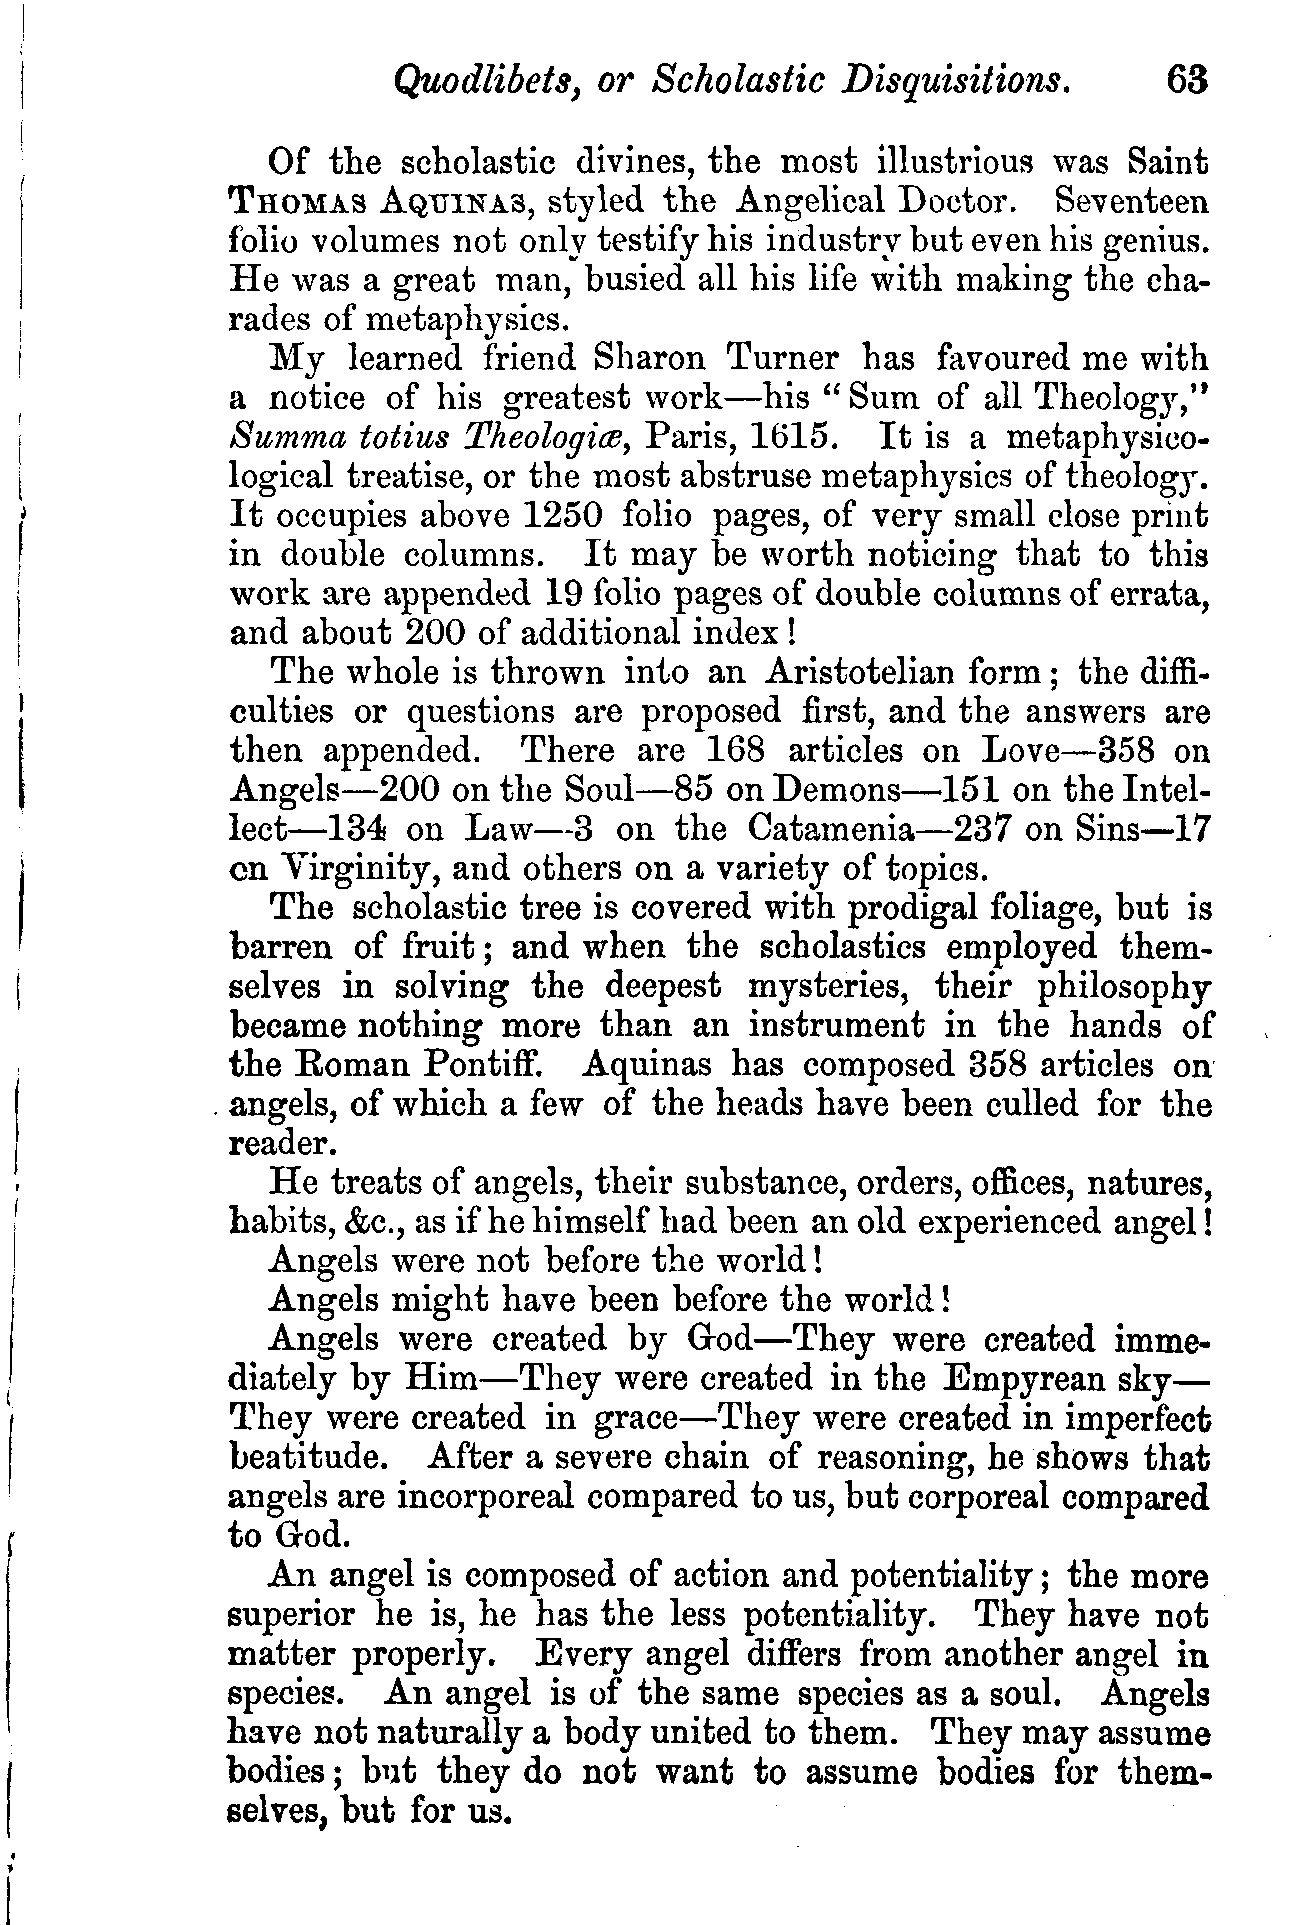 Quodlibets, or Scholastic Disquisitions. 63
Of the scholastic divines, the most illustrious was Saint
THOMAS AQUINAS, styled the Angelical Doctor. Seventeen
folio volumes not only testify his industry but even his genius.
He was a great man, busied all his life with making the cha-
rades of metaphysics.
My learned friend Sharon Turner has favoured me with
a notice of his greatest work—his “Sum of all Theology,”
Summa totius Theologiæ, Paris, 1615. It is a metaphysico-
logical treatise, or the most abstruse metaphysics of theology.
It occupies above 1250 folio pages, of very small close print
in double columns. It may be worth noticing that to this
work are appended 19 folio pages of double columns of errata,
and about 200 of additional index!
The whole is thrown into an Aristotelian form; the diffi-
culties or questions are proposed first, and the answers are
then appended. There are 168 articles on Love—358 on
Angels—200 on the Soul—85 on Demons—151 on the Intel-
lect—134 on Law—3 on the Catamenia—237 on Sins—17
on Virginity, and others on a variety of topics.
The scholastic tree is covered with prodigal foliage, but is
barren of fruit; and when the scholastics employed them-
selves in solving the deepest mysteries, their philosophy
became nothing more than an instrument in the hands of
the Roman Pontiff. Aquinas has composed 358 articles on
angels, of which a few of the heads have been culled for the
reader.
He treats of angels, their substance, orders, offices, natures,
habits, &c., as if he himself had been an old experienced angel!
Angels were not before the world!
Angels might have been before the world!
Angels were created by God—They were created imme-
diately by Him—They were created in the Empyrean sky—
They were created in grace—They were created in imperfect
beatitude. After a severe chain of reasoning, he shows that
angels are incorporeal compared to us, but corporeal compared
to God.
An angel is composed of action and potentiality; the more
superior he is, he has the less potentiality. They have not
matter properly. Every angel differs from another angel in
species. An angel is of the same species as a soul. Angels
have not naturally a body united to them. They may assume
bodies; but they do not want to assume bodies for them-
selves, but for us.